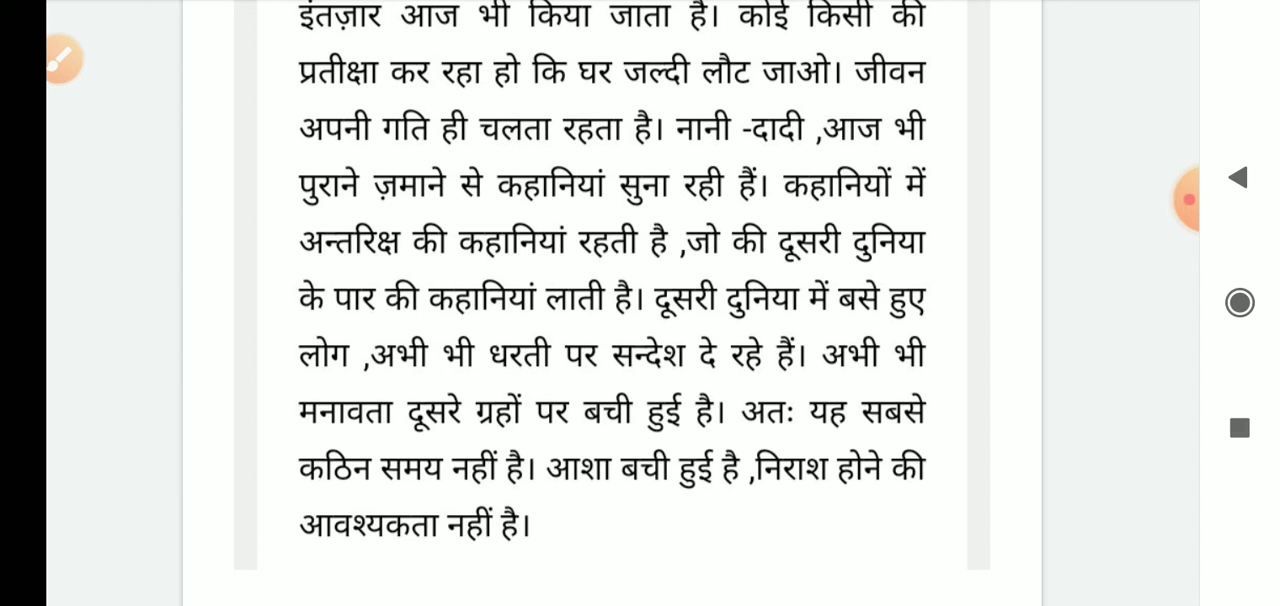 इंतज़ार आज भी किया जाता है। कोई किसी की
प्रतीक्षा कर रहा हो कि घर जल्दी लौट जाओ। जीवन
अपनी गति ही चलता रहता है। नानी -दादी ,आज भी
पुराने ज़माने से कहानियां सुना रही हैं। कहानियों में
अन्तरिक्ष की कहानियां रहती है ,जो की दूसरी दुनिया
के पार की कहानियां लाती है। दूसरी दुनिया में बसे हुए
लोग ,अभी भी धरती पर सन्देश दे रहे हैं। अभी भी
मनावता दूसरे ग्रहों पर बची हुई है। अतः यह सबसे
कठिन समय नहीं है। आशा बची हुई है ,निराश होने की
आवश्यकता नहीं है।